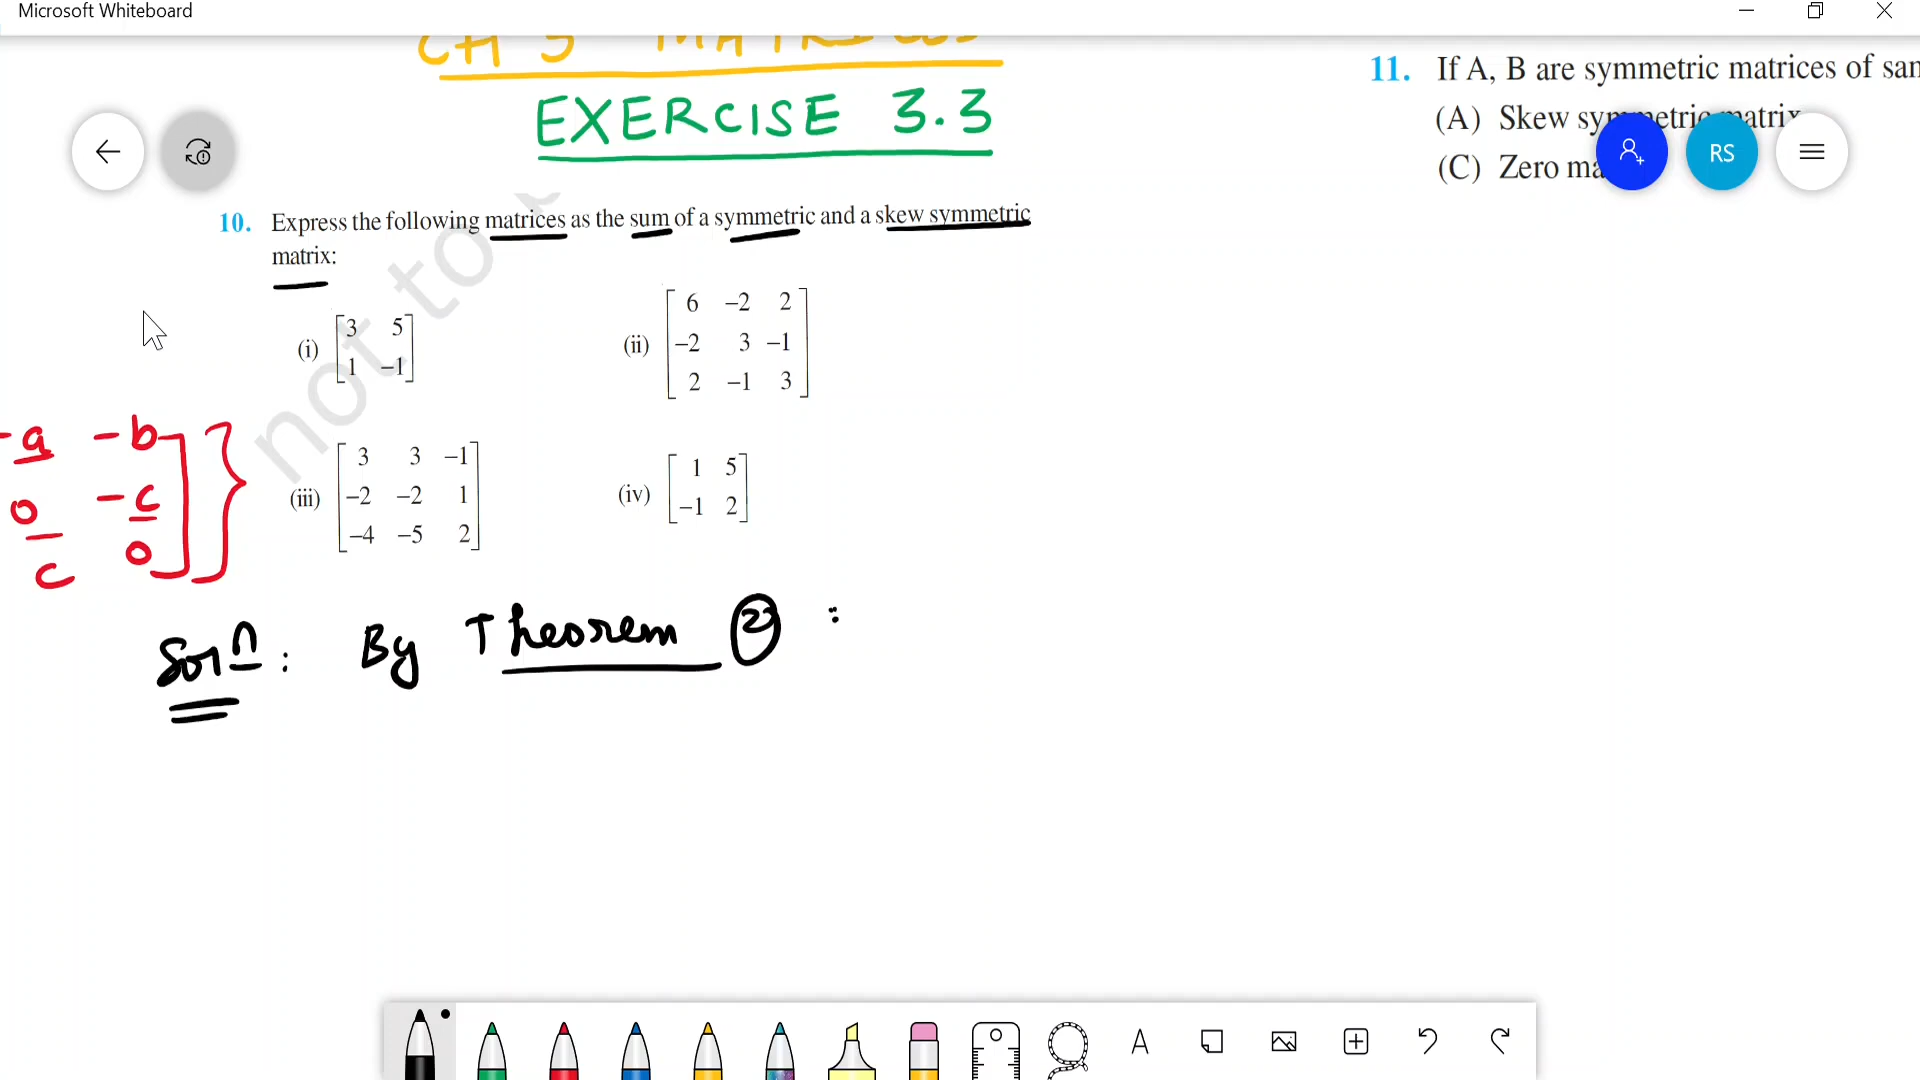 Microsoft Whiteboard
CH 3 MATRICES
EXERCISE 3.3
11. If A, B are symmetric matrices of
(A) Skew symmetric matrix
(C) Zero
RS
not to
10. Express the following matrices as the sum of a symmetric and a skew symmetric
matrix:
(i) [3 5
1 –1]
(ii) [6 –2 2
–2 3 –1
2 –1 3]
-a -b
0 -c
c 0
(iii) [3 3 –1
–2 –2 1
–4 –5 2]
(iv) [1 5
–1 2]
Soln : By Theorem ② :
A